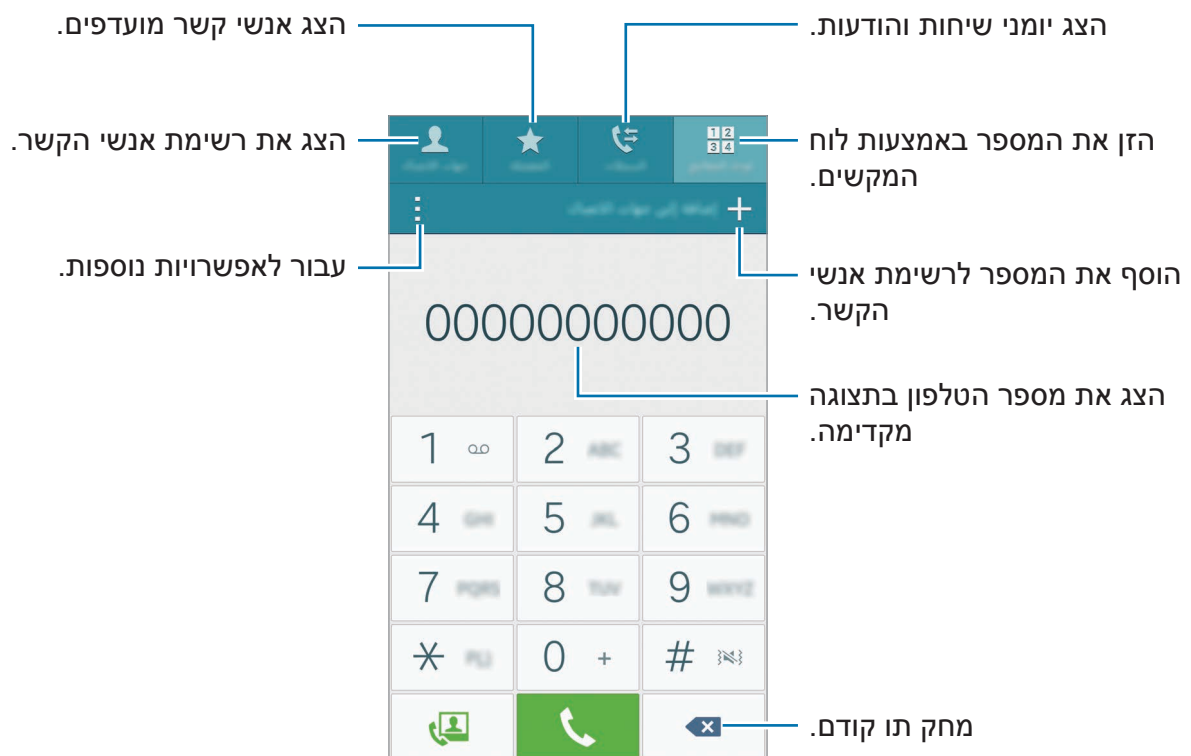 הצג יומני שיחות והודעות.
הצג אנשי קשר מועדפים.
הזן את המספר באמצעות לוח
המקשים.
הצג את רשימת אנשי הקשר.
הוסף את המספר לרשימת אנשי
הקשר.
עבור לאפשרויות נוספות.
00000000000
הצג את מספר הטלפון בתצוגה
מקדימה.
1 2 ABC 3 DEF
4 GHI 5 JKL 6 MNO
7 PQRS 8 TUV 9 WXYZ
* 0 + #
מחק תו קודם.